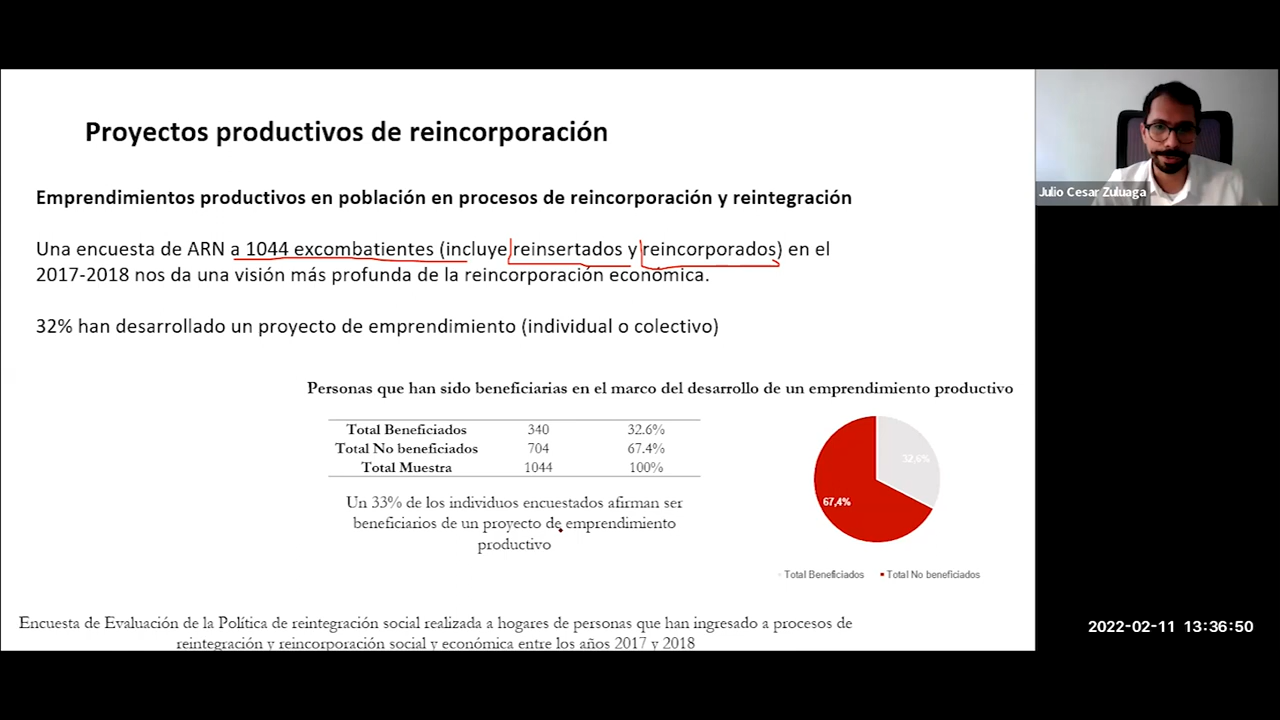 Proyectos productivos de reincorporación
Emprendimientos productivos en población en procesos de reincorporación y reintegración
Una encuesta de ARN a 1044 excombatientes (incluye reinsertados y reincorporados) en el
2017-2018 nos da una visión más profunda de la reincorporación económica.
32% han desarrollado un proyecto de emprendimiento (individual o colectivo)
Personas que han sido beneficiarias en el marco del desarrollo de un emprendimiento productivo
Total Beneficiados 340 32.6%
Total No beneficiados 704 67.4%
Total Muestra 1044 100%
Un 33% de los individuos encuestados afirman ser
beneficiarios de un proyecto de emprendimiento
productivo
32,6%
67,4%
Total Beneficiados Total No beneficiados
Encuesta de Evaluación de la Política de reintegración social realizada a hogares de personas que han ingresado a procesos de
reintegración y reincorporación social y económica entre los años 2017 y 2018
Julio Cesar Zuluaga
2022-02-11 13:36:50